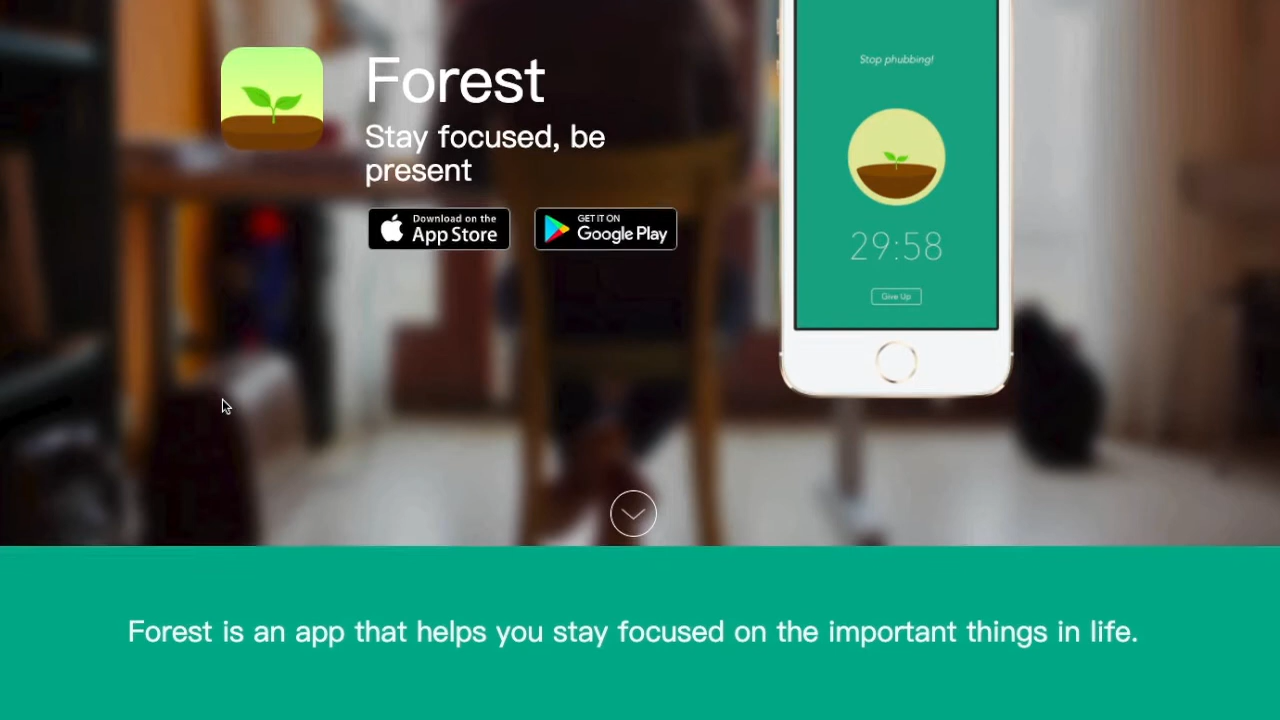 Forest
Stay focused, be
present
Download on the
App Store
GET IT ON
Google Play
Stop phubbing!
29:58
Give Up
Forest is an app that helps you stay focused on the important things in life.